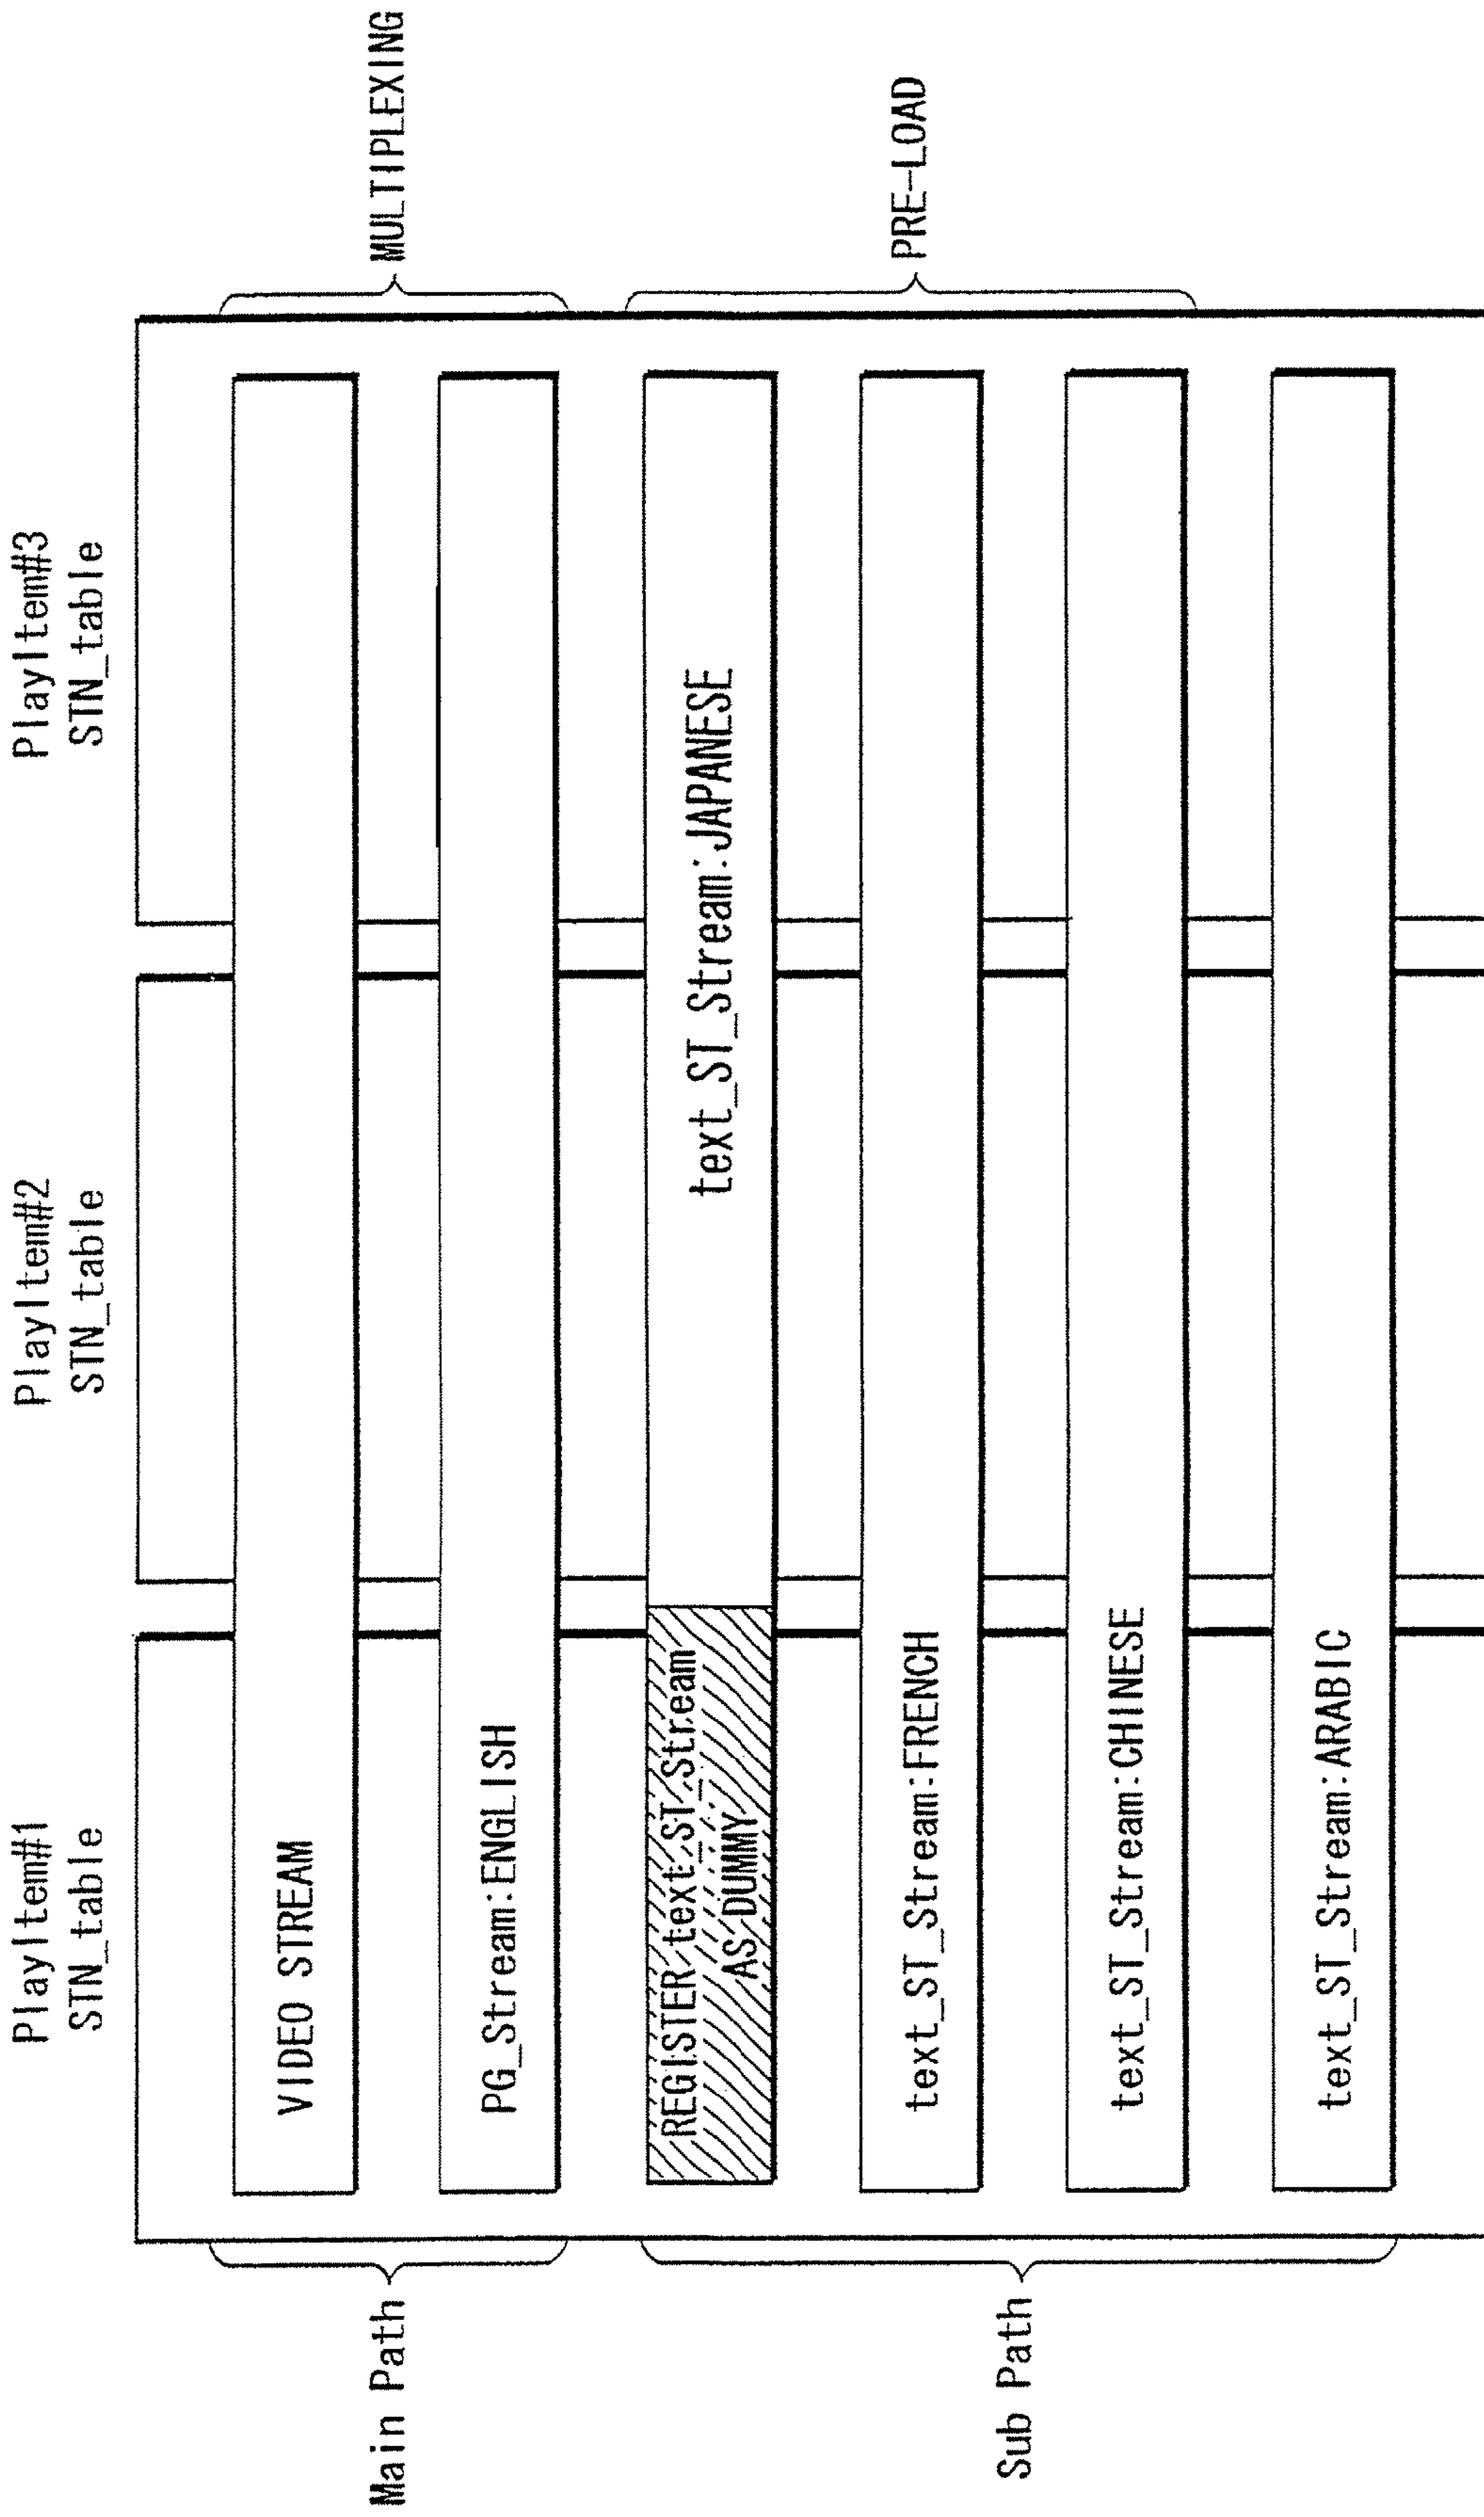 PlayItem#1
STN_table
PlayItem#2
STN_table
PlayItem#3
STN_table
Main Path
VIDEO STREAM
PG_Stream:ENGLISH
MULTIPLEXING
Sub Path
REGISTER text_ST_Stream
AS DUMMY
text_ST_Stream:JAPANESE
text_ST_Stream:FRENCH
text_ST_Stream:CHINESE
text_ST_Stream:ARABIC
PRE-LOAD